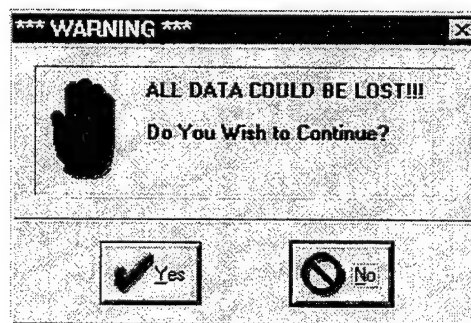 *** WARNING ***
ALL DATA COULD BE LOST!!!
Do You Wish to Continue?
Yes
No